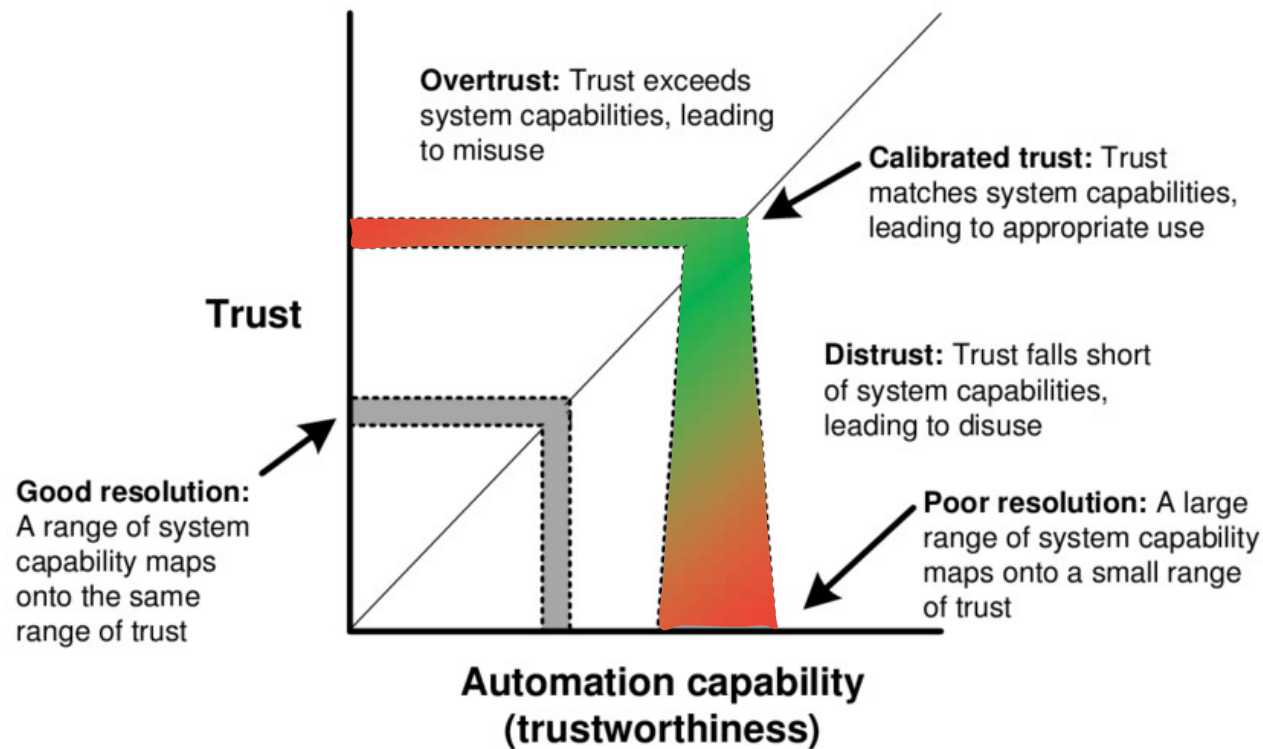 Overtrust: Trust exceeds
system capabilities, leading
to misuse
Calibrated trust: Trust
matches system capabilities,
leading to appropriate use
Trust
Distrust: Trust falls short
of system capabilities,
leading to disuse
Good resolution:
A range of system
capability maps
onto the same
range of trust
Poor resolution: A large
range of system capability
maps onto a small range
of trust
Automation capability
(trustworthiness)